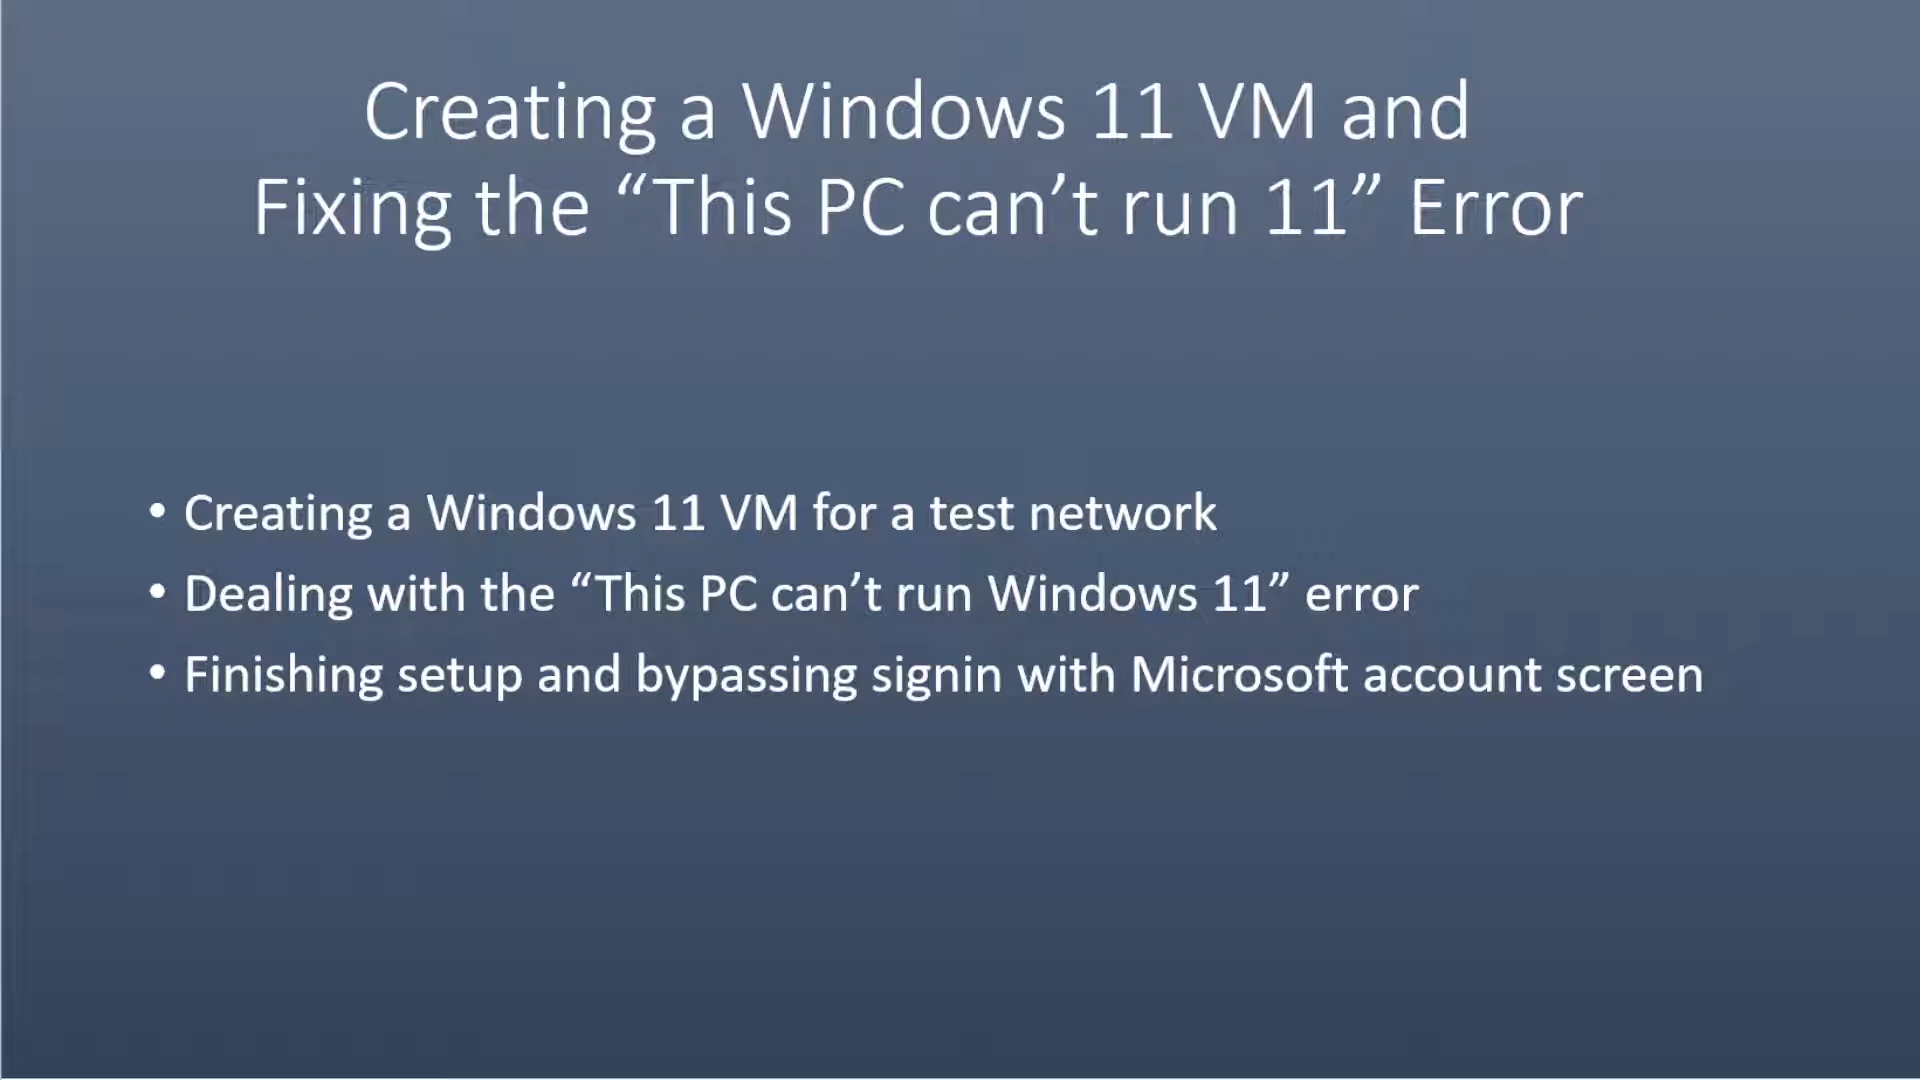 Creating a Windows 11 VM and
Fixing the “This PC can’t run 11” Error
• Creating a Windows 11 VM for a test network
• Dealing with the “This PC can’t run Windows 11” error
• Finishing setup and bypassing signin with Microsoft account screen